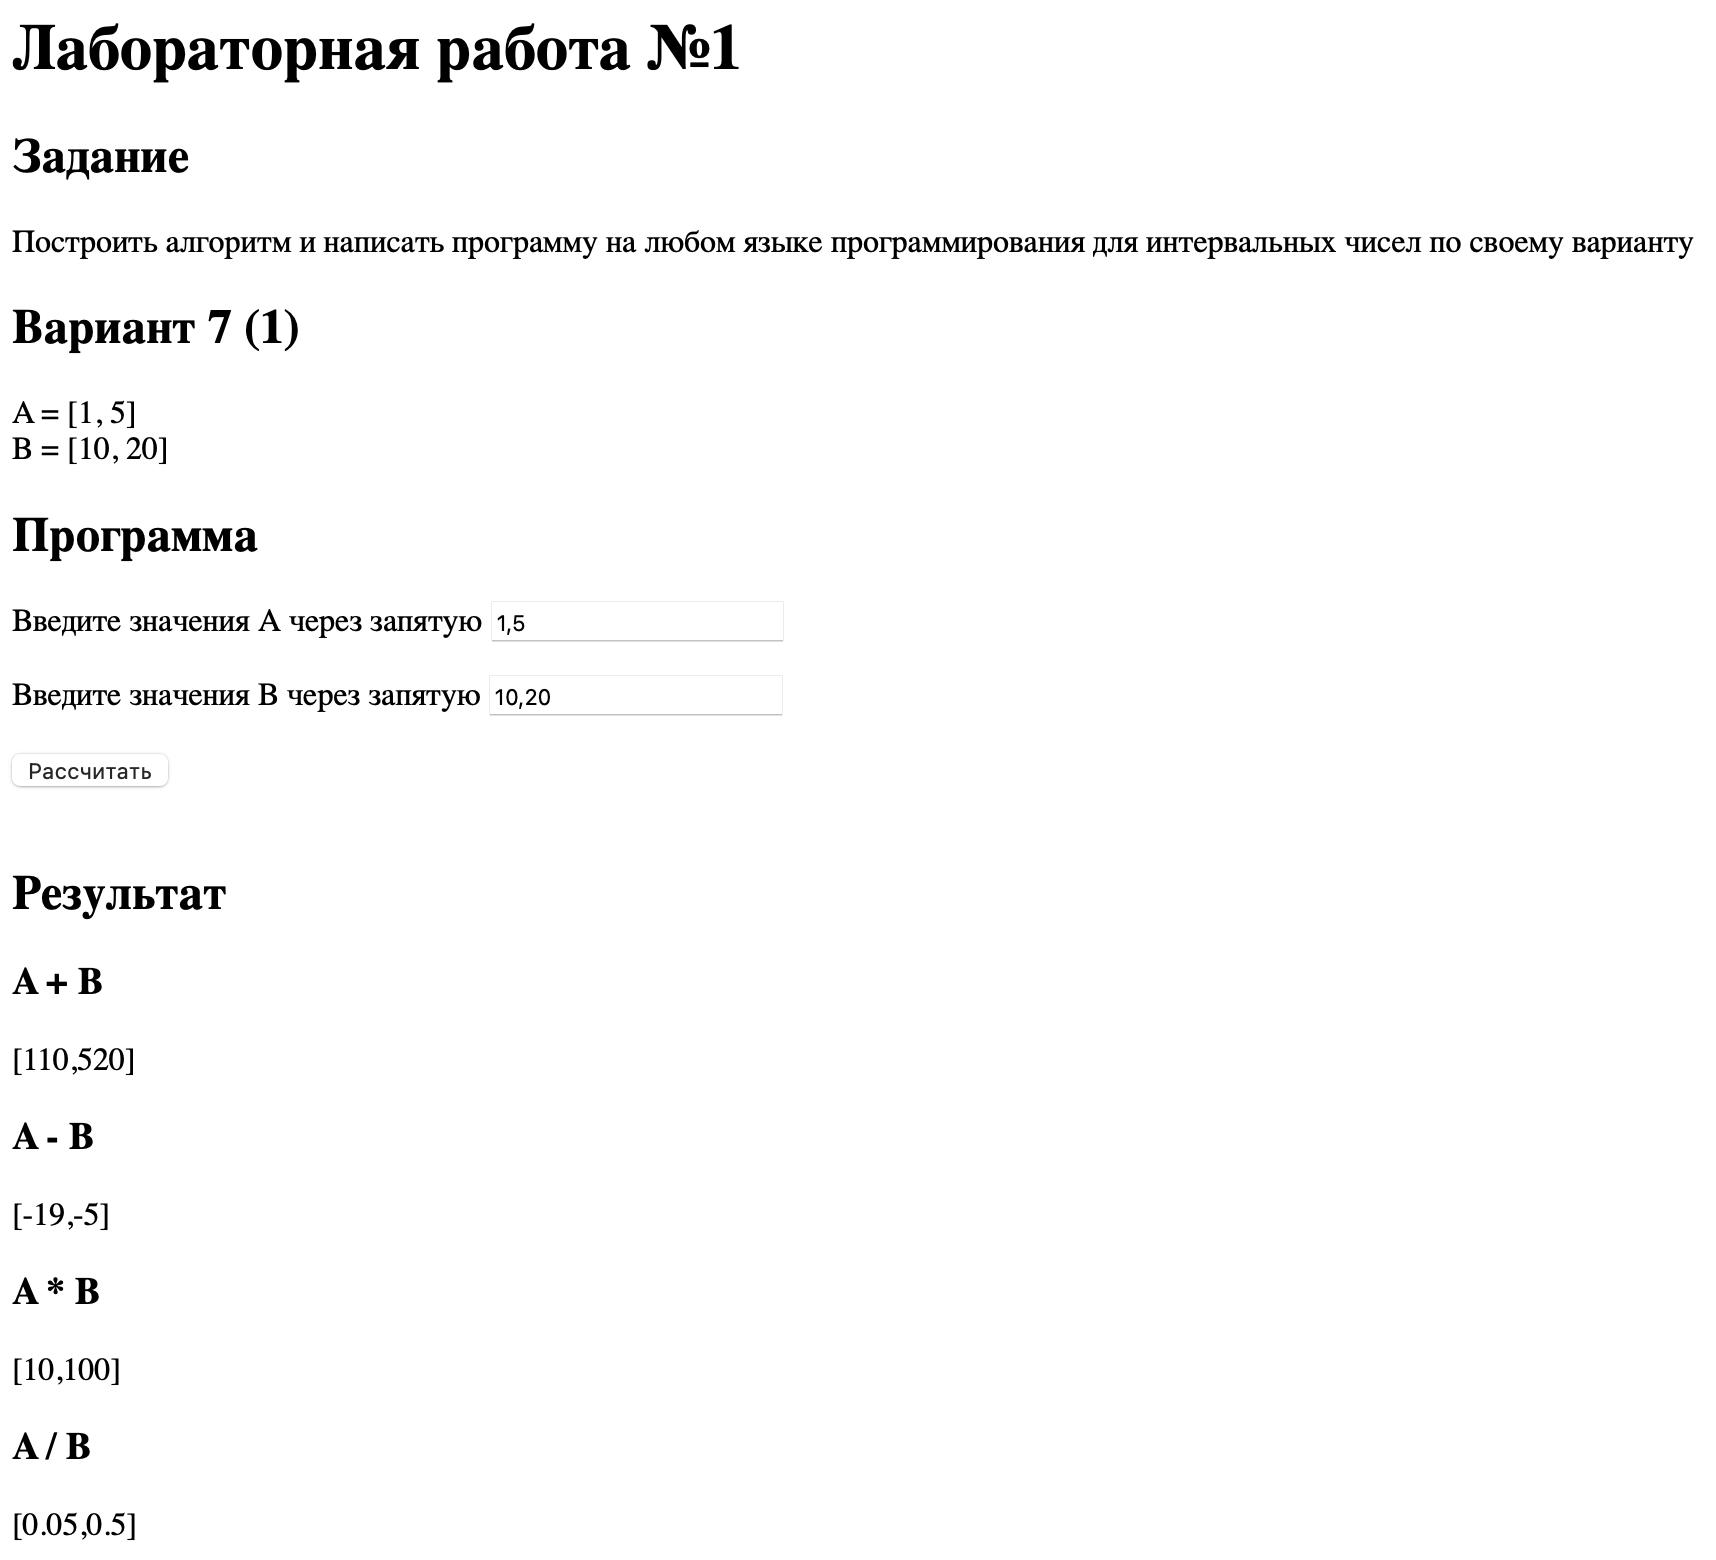 Лабораторная работа №1
Задание
Построить алгоритм и написать программу на любом языке программирования для интервальных чисел по своему варианту
Вариант 7 (1)
A = [1, 5]
B = [10, 20]
Программа
Введите значения A через запятую 1,5
Введите значения B через запятую 10,20
Рассчитать
Результат
A + B
[110,520]
A - B
[-19,-5]
A * B
[10,100]
A / B
[0.05,0.5]